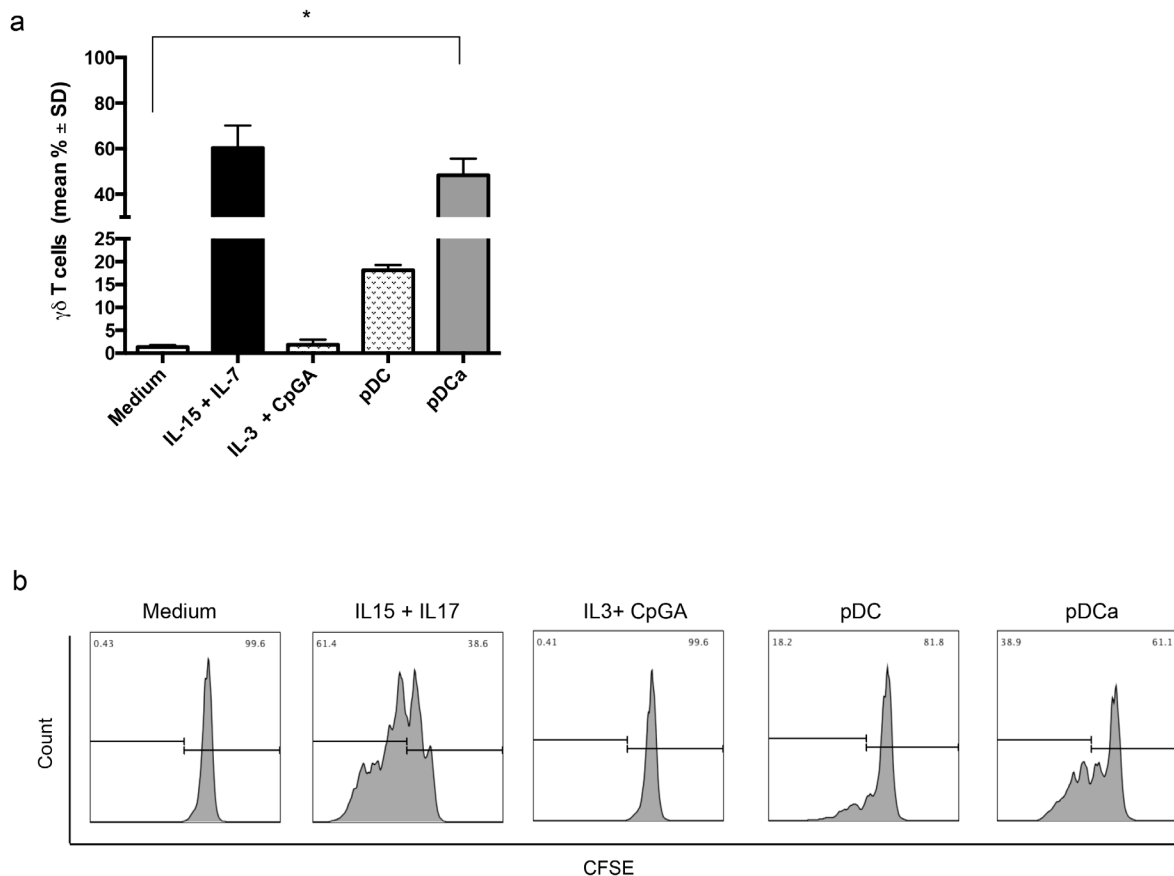 a
*
γδ T cells (mean % ± SD)
100
80
60
40
25
20
15
10
5
0
Medium
IL-15 + IL-7
IL-3 + CpGA
pDC
pDCa
b
Medium
IL15 + IL17
IL3+ CpGA
pDC
pDCa
0.43 99.6
61.4 38.6
0.41 99.6
18.2 81.8
38.9 61.1
Count
CFSE